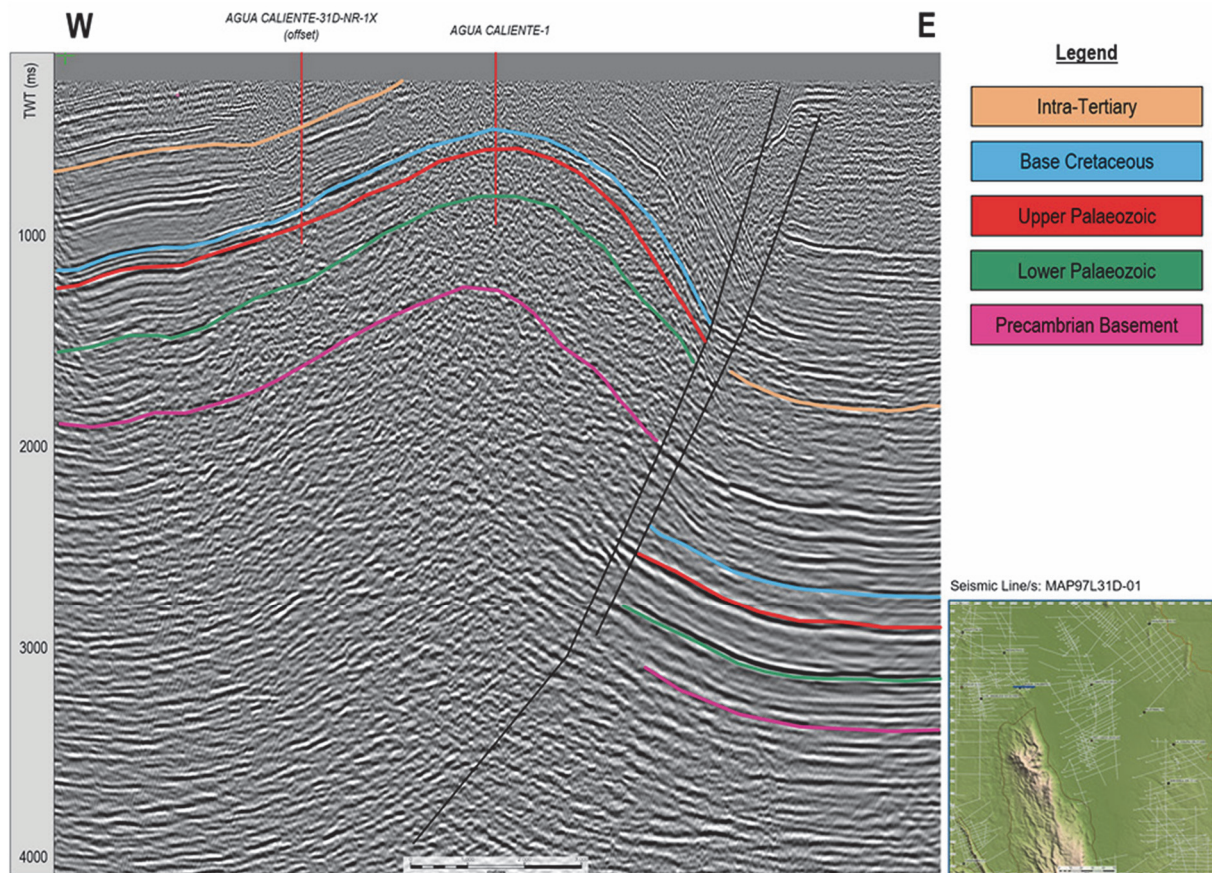 W
AGUA CALIENTE-31D-NR-1X
(offset)
AGUA CALIENTE-1
E
TWT (ms)
1000
2000
3000
4000
Legend
Intra-Tertiary
Base Cretaceous
Upper Palaeozoic
Lower Palaeozoic
Precambrian Basement
Seismic Line/s: MAP97L31D-01